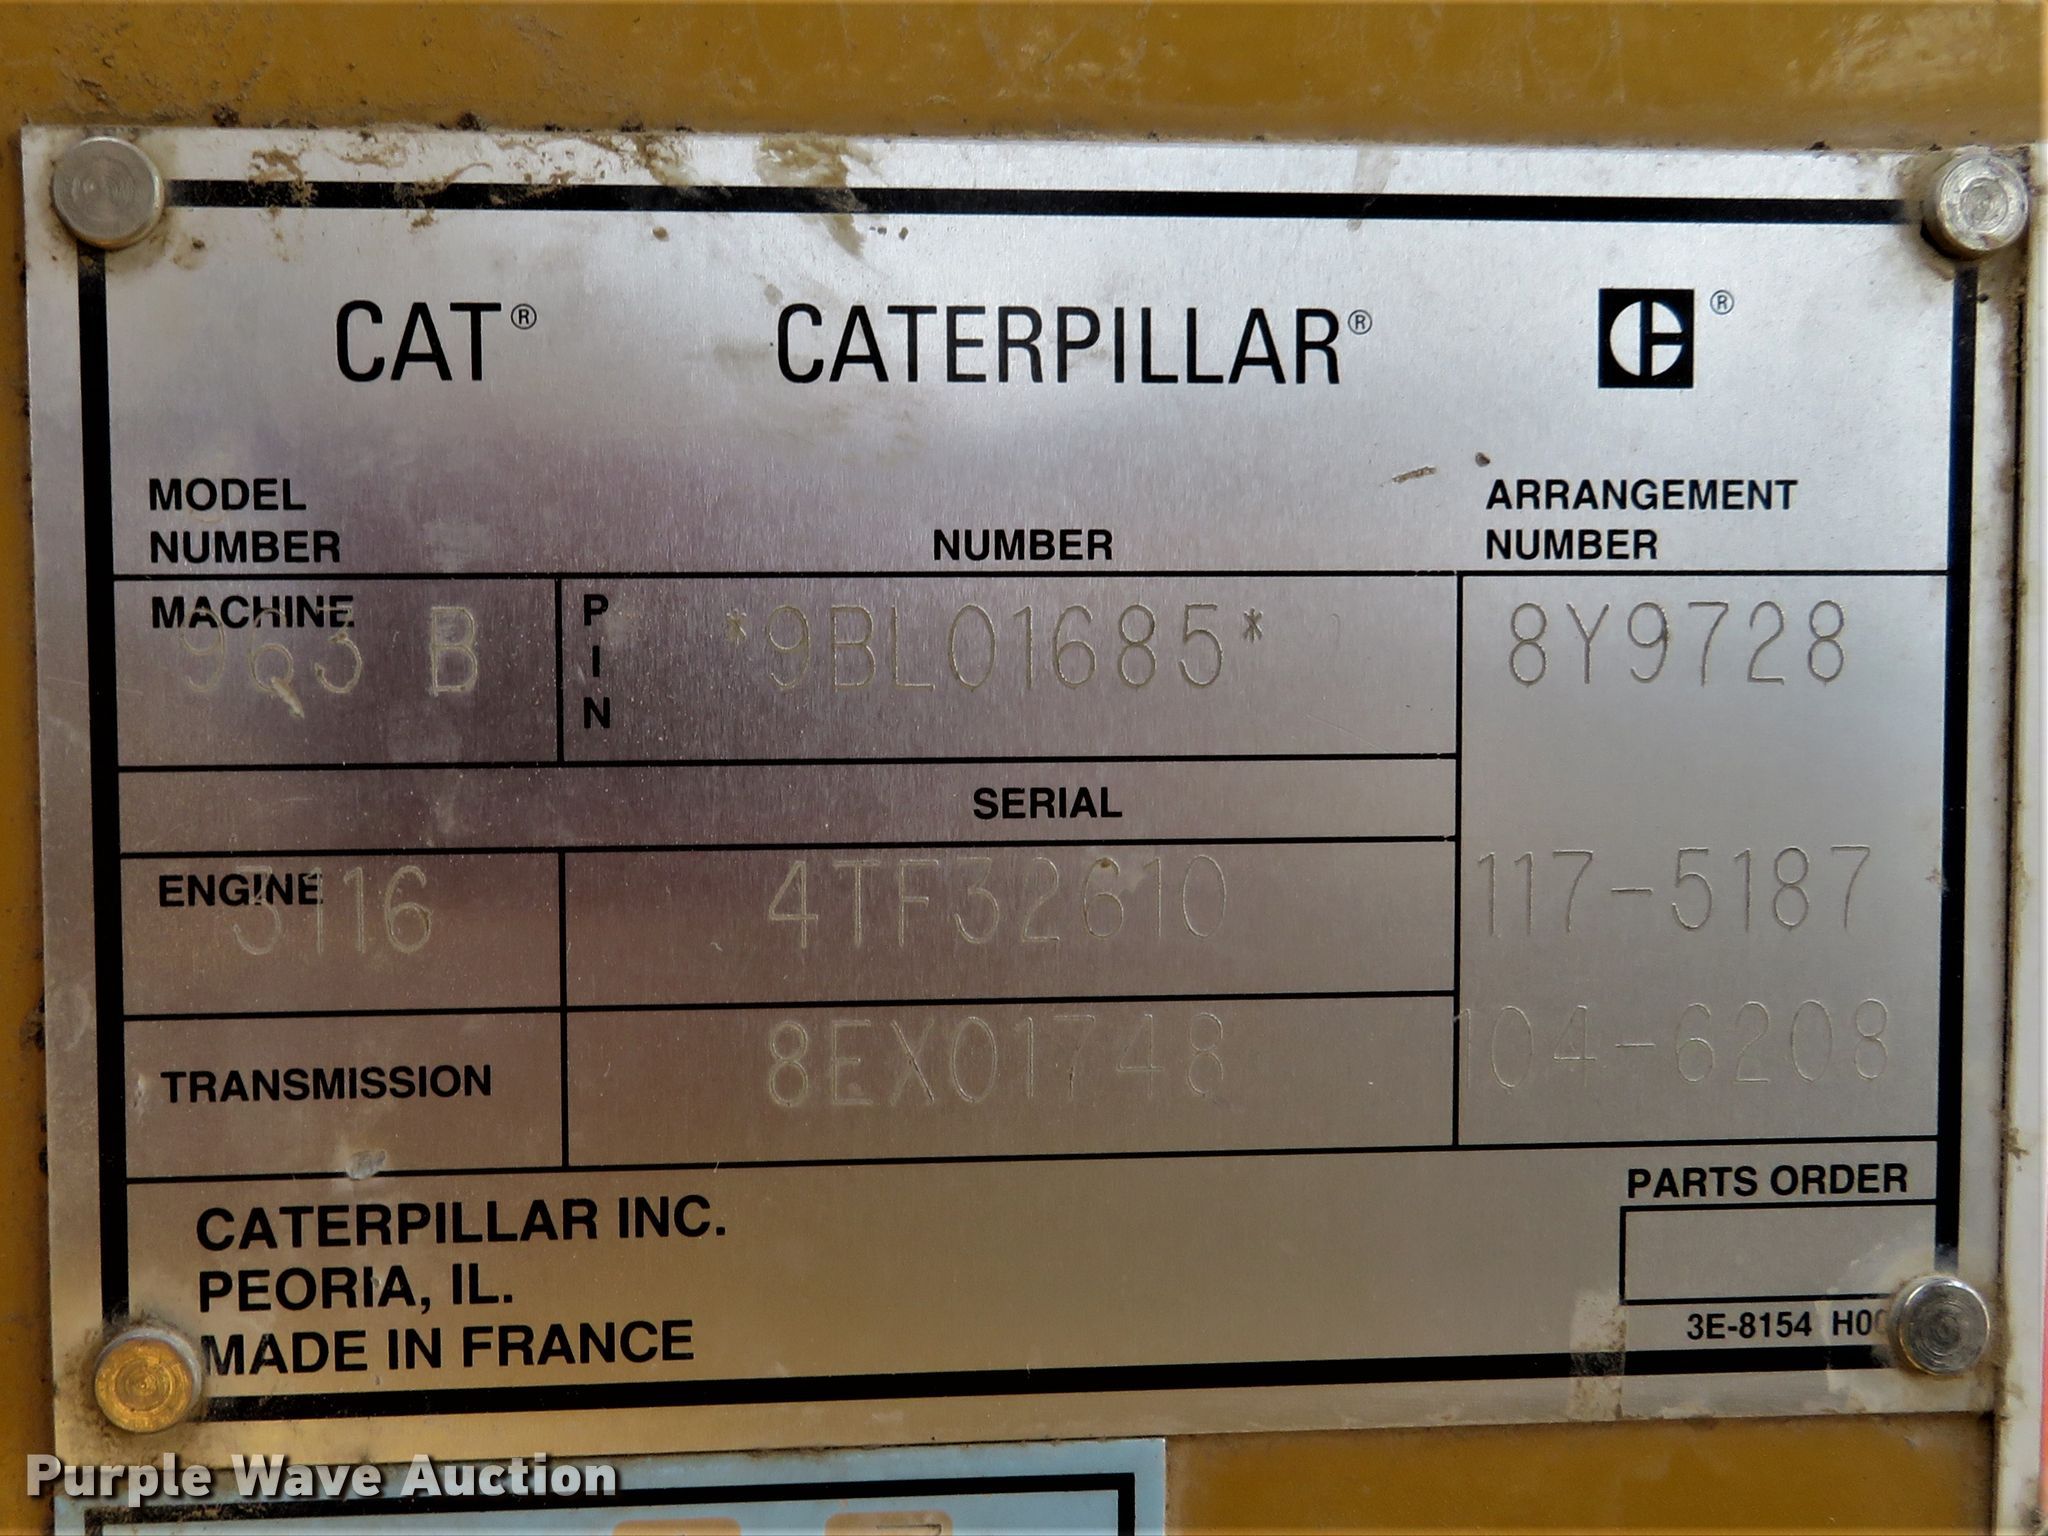 CAT® CATERPILLAR® ®
MODEL NUMBER NUMBER ARRANGEMENT NUMBER
MACHINE 963 B PIN *9BL01685* 8Y9728
SERIAL
ENGINE 3116 4TF32610 117-5187
TRANSMISSION 8EX01748 104-6208
CATERPILLAR INC.
PEORIA, IL.
MADE IN FRANCE
PARTS ORDER
3E-8154
Purple Wave Auction